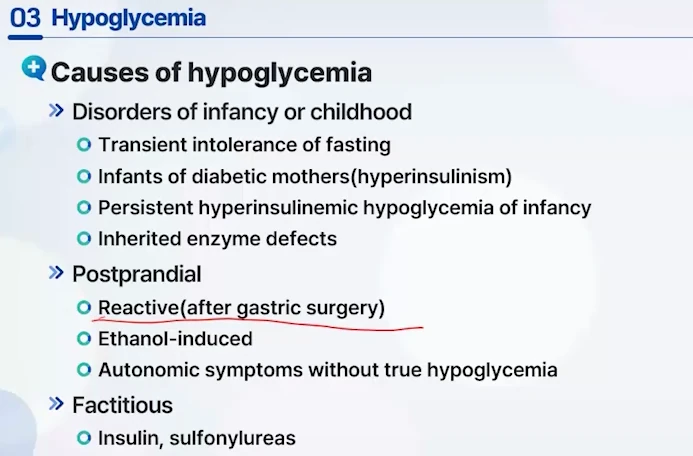 03 Hypoglycemia
Causes of hypoglycemia
Disorders of infancy or childhood
Transient intolerance of fasting
Infants of diabetic mothers(hyperinsulinism)
Persistent hyperinsulinemic hypoglycemia of infancy
Inherited enzyme defects
Postprandial
Reactive(after gastric surgery)
Ethanol-induced
Autonomic symptoms without true hypoglycemia
Factitious
Insulin, sulfonylureas